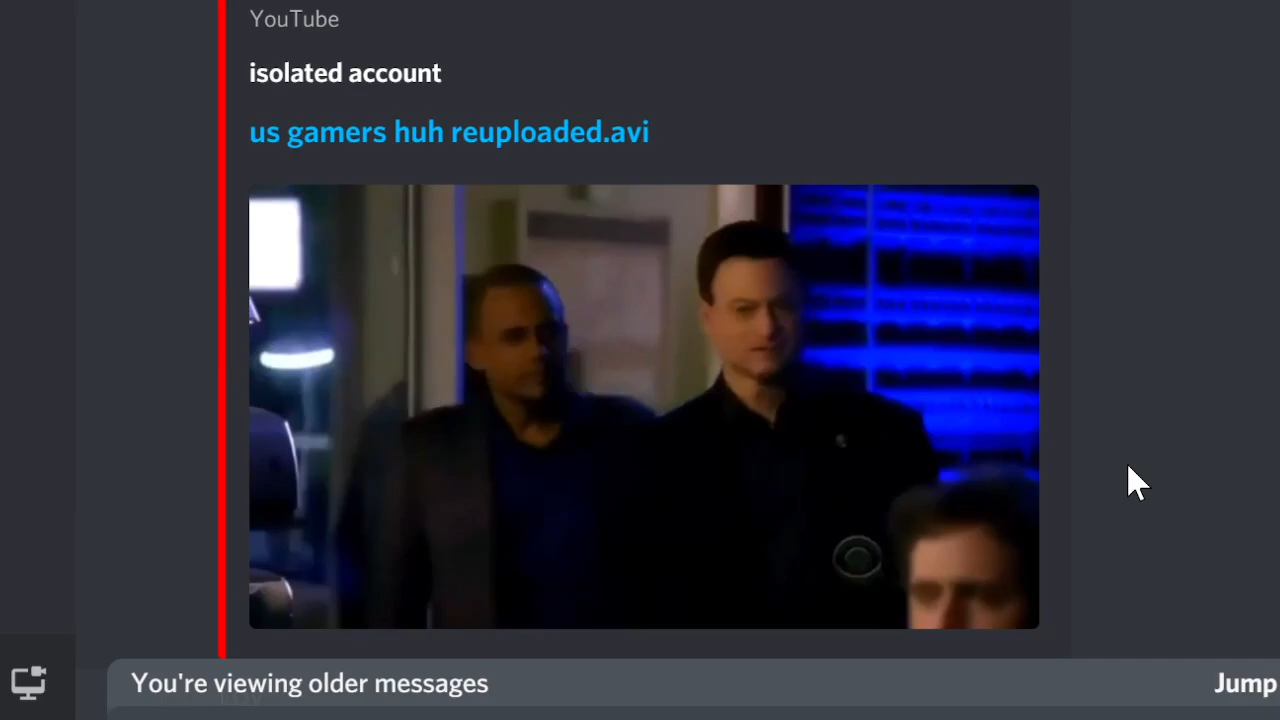 YouTube
isolated account
us gamers huh reuploaded.avi
You're viewing older messages
Jump